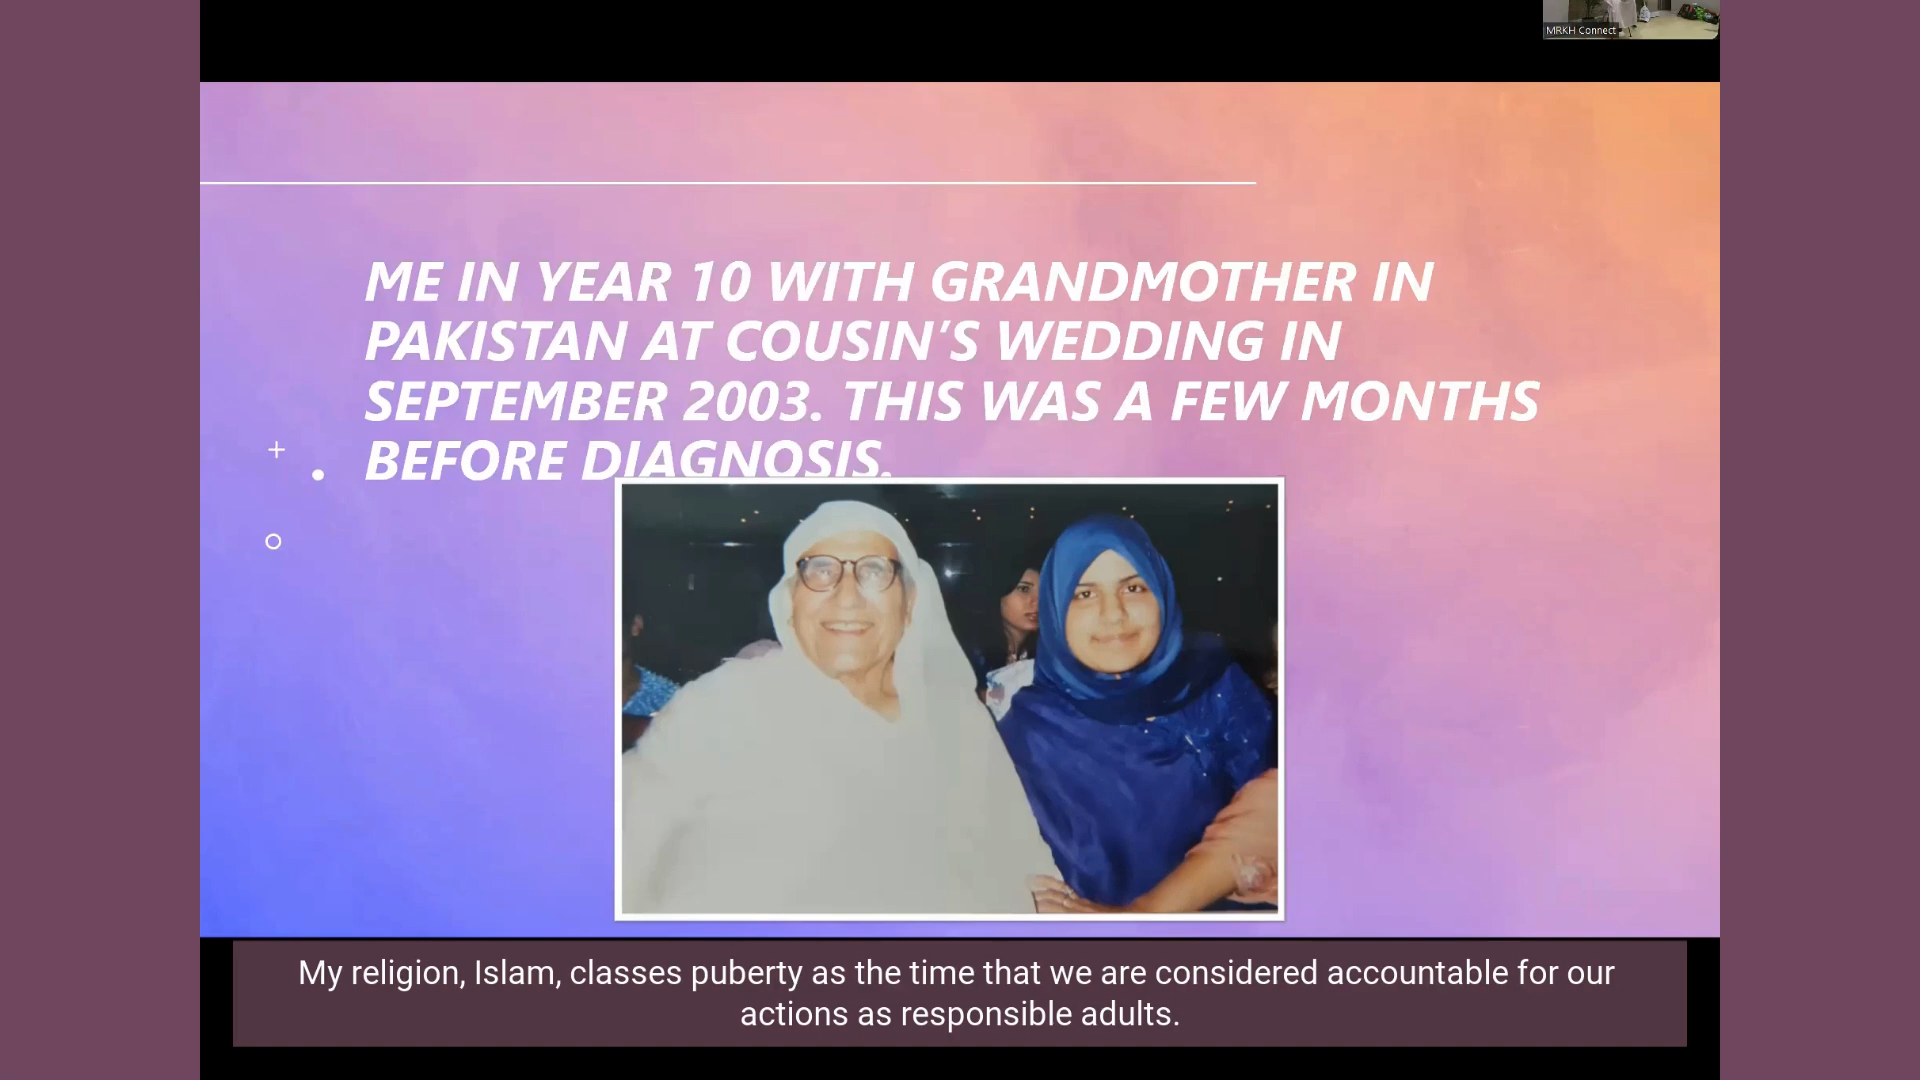 MRKH Connect
ME IN YEAR 10 WITH GRANDMOTHER IN
PAKISTAN AT COUSIN'S WEDDING IN
SEPTEMBER 2003. THIS WAS A FEW MONTHS
BEFORE DIAGNOSIS.
My religion, Islam, classes puberty as the time that we are considered accountable for our
actions as responsible adults.